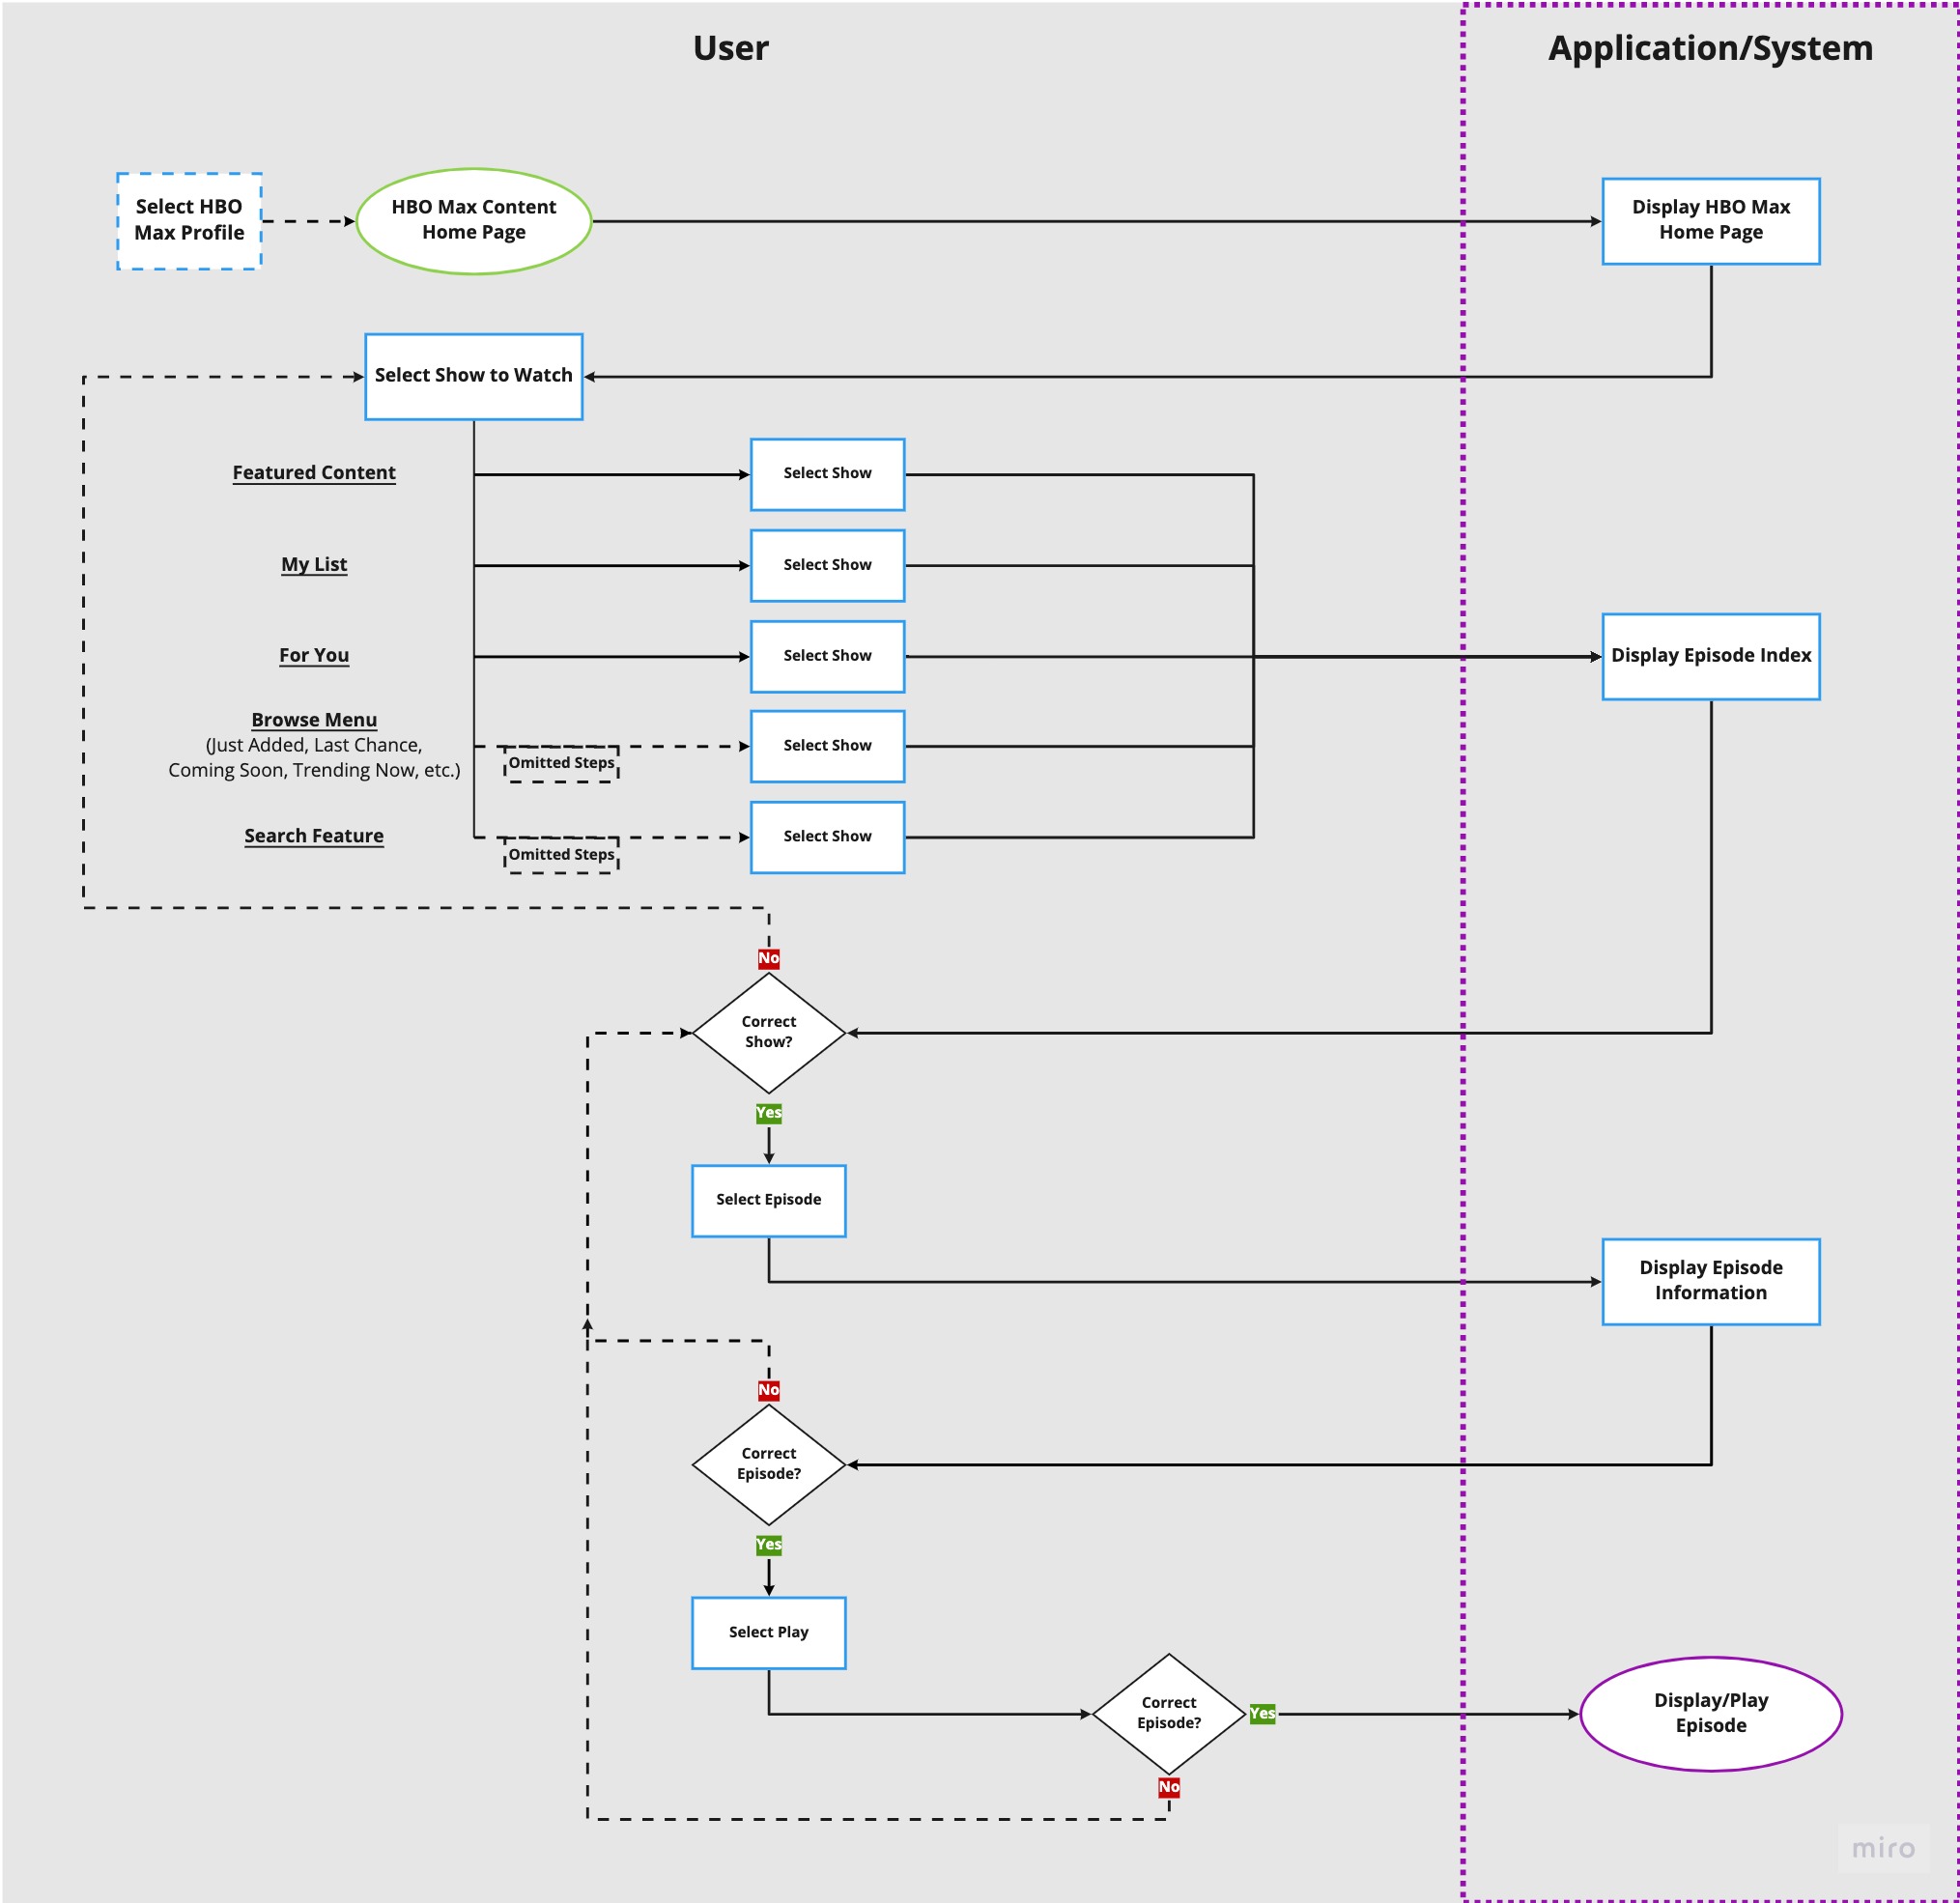 User
Application/System
Select HBO
Max Profile
HBO Max Content
Home Page
Display HBO Max
Home Page
Select Show to Watch
Featured Content
Select Show
My List
Select Show
For You
Select Show
Display Episode Index
Browse Menu
(Just Added, Last Chance,
Coming Soon, Trending Now, etc.)
Omitted Steps
Select Show
Search Feature
Omitted Steps
Select Show
No
Correct
Show?
Yes
Select Episode
Display Episode
Information
No
Correct
Episode?
Yes
Select Play
Correct
Episode?
Yes
Display/Play
Episode
No
miro